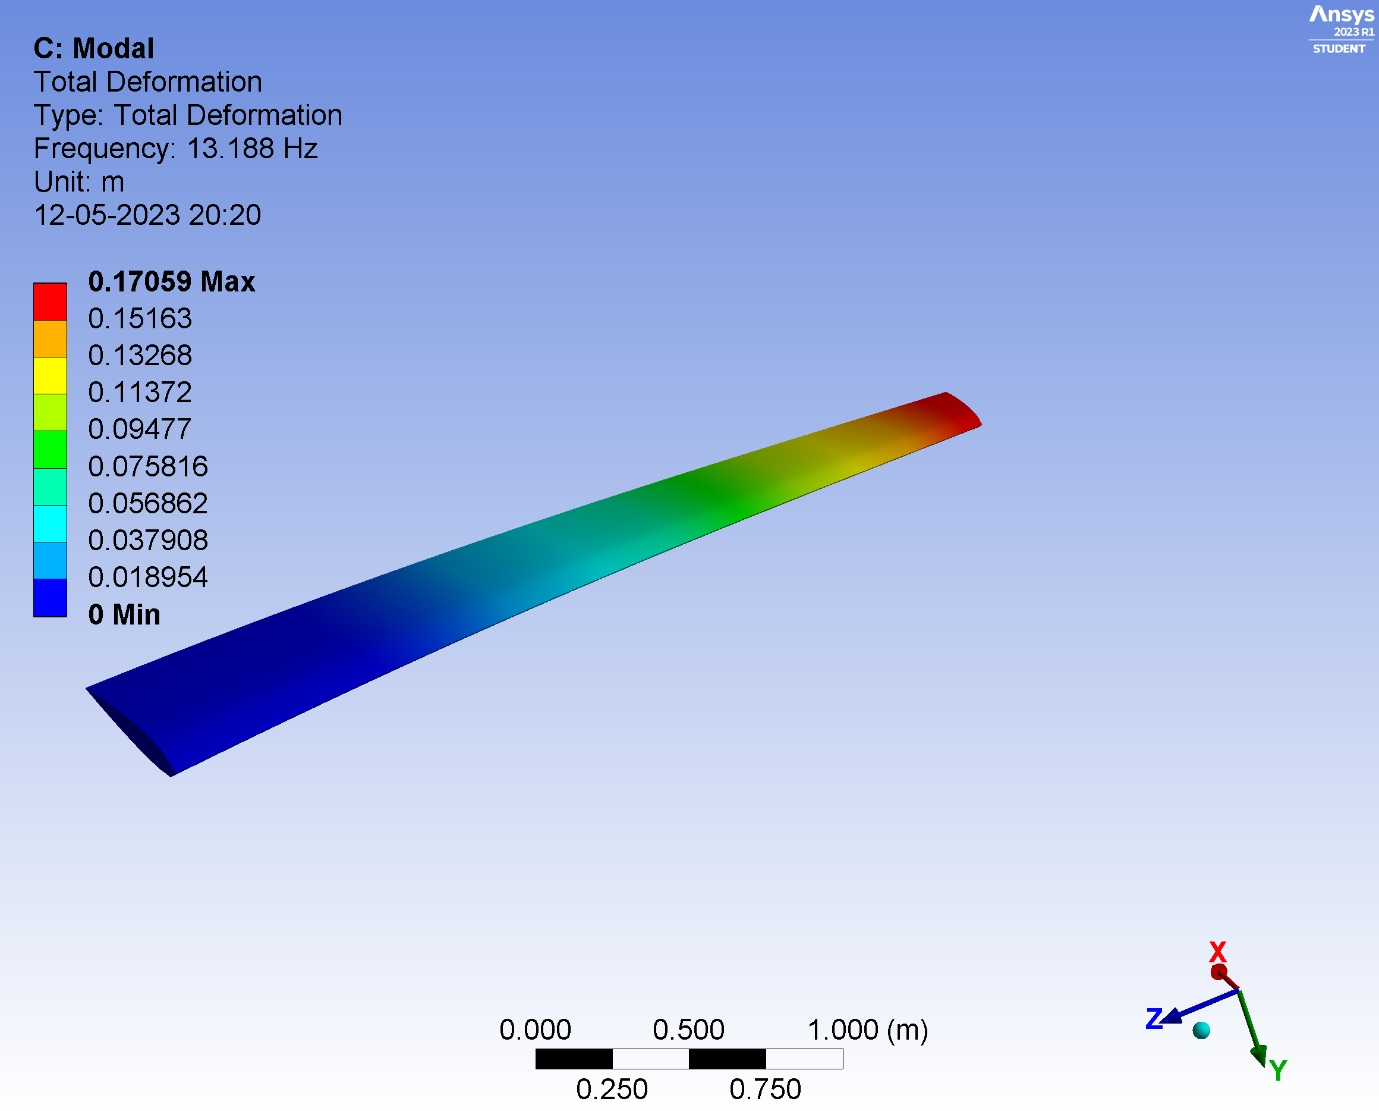 Ansys
2023 R1
STUDENT
C: Modal
Total Deformation
Type: Total Deformation
Frequency: 13.188 Hz
Unit: m
12-05-2023 20:20
0.17059 Max
0.15163
0.13268
0.11372
0.09477
0.075816
0.056862
0.037908
0.018954
0 Min
0.000 0.500 1.000 (m)
0.250 0.750
X
Z
Y